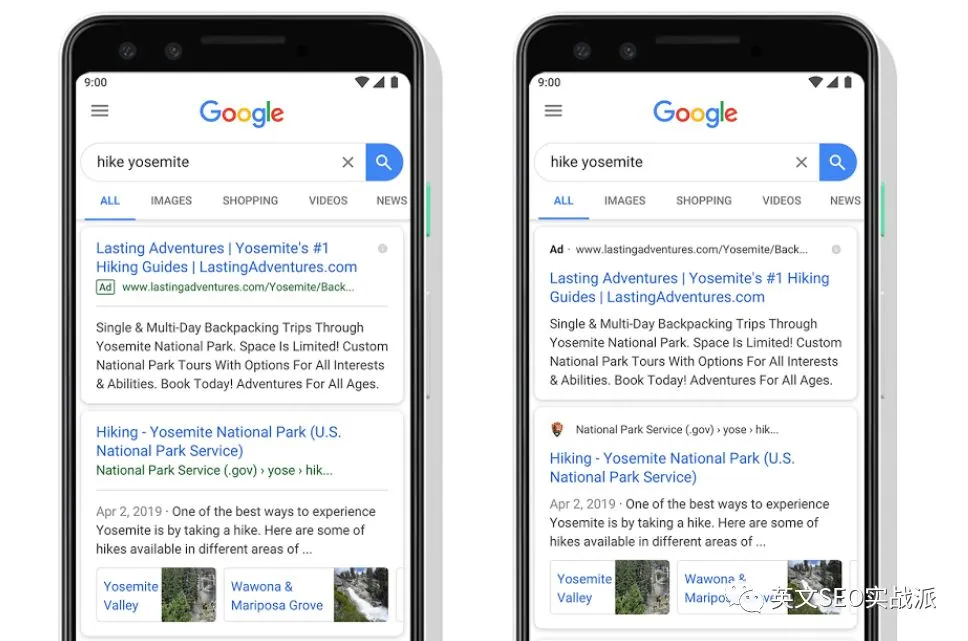 9:00
Google
hike yosemite
ALL IMAGES SHOPPING VIDEOS NEWS
Lasting Adventures | Yosemite's #1
Hiking Guides | LastingAdventures.com
Ad www.lastingadventures.com/Yosemite/Back...
Single & Multi-Day Backpacking Trips Through
Yosemite National Park. Space Is Limited! Custom
National Park Tours With Options For All Interests
& Abilities. Book Today! Adventures For All Ages.
Hiking - Yosemite National Park (U.S.
National Park Service)
National Park Service (.gov) › yose › hik...
Apr 2, 2019 · One of the best ways to experience
Yosemite is by taking a hike. Here are some of
hikes available in different areas of ...
Yosemite
Valley
Wawona &
Mariposa Grove
9:00
Google
hike yosemite
ALL IMAGES SHOPPING VIDEOS NEWS
Ad · www.lastingadventures.com/Yosemite/Back...
Lasting Adventures | Yosemite's #1 Hiking
Guides | LastingAdventures.com
Single & Multi-Day Backpacking Trips Through
Yosemite National Park. Space Is Limited! Custom
National Park Tours With Options For All Interests
& Abilities. Book Today! Adventures For All Ages.
National Park Service (.gov) › yose › hik...
Hiking - Yosemite National Park (U.S.
National Park Service)
Apr 2, 2019 · One of the best ways to experience
Yosemite is by taking a hike. Here are some of
hikes available in different areas of ...
Yosemite
Valley
Wawona &
英文SEO实战派